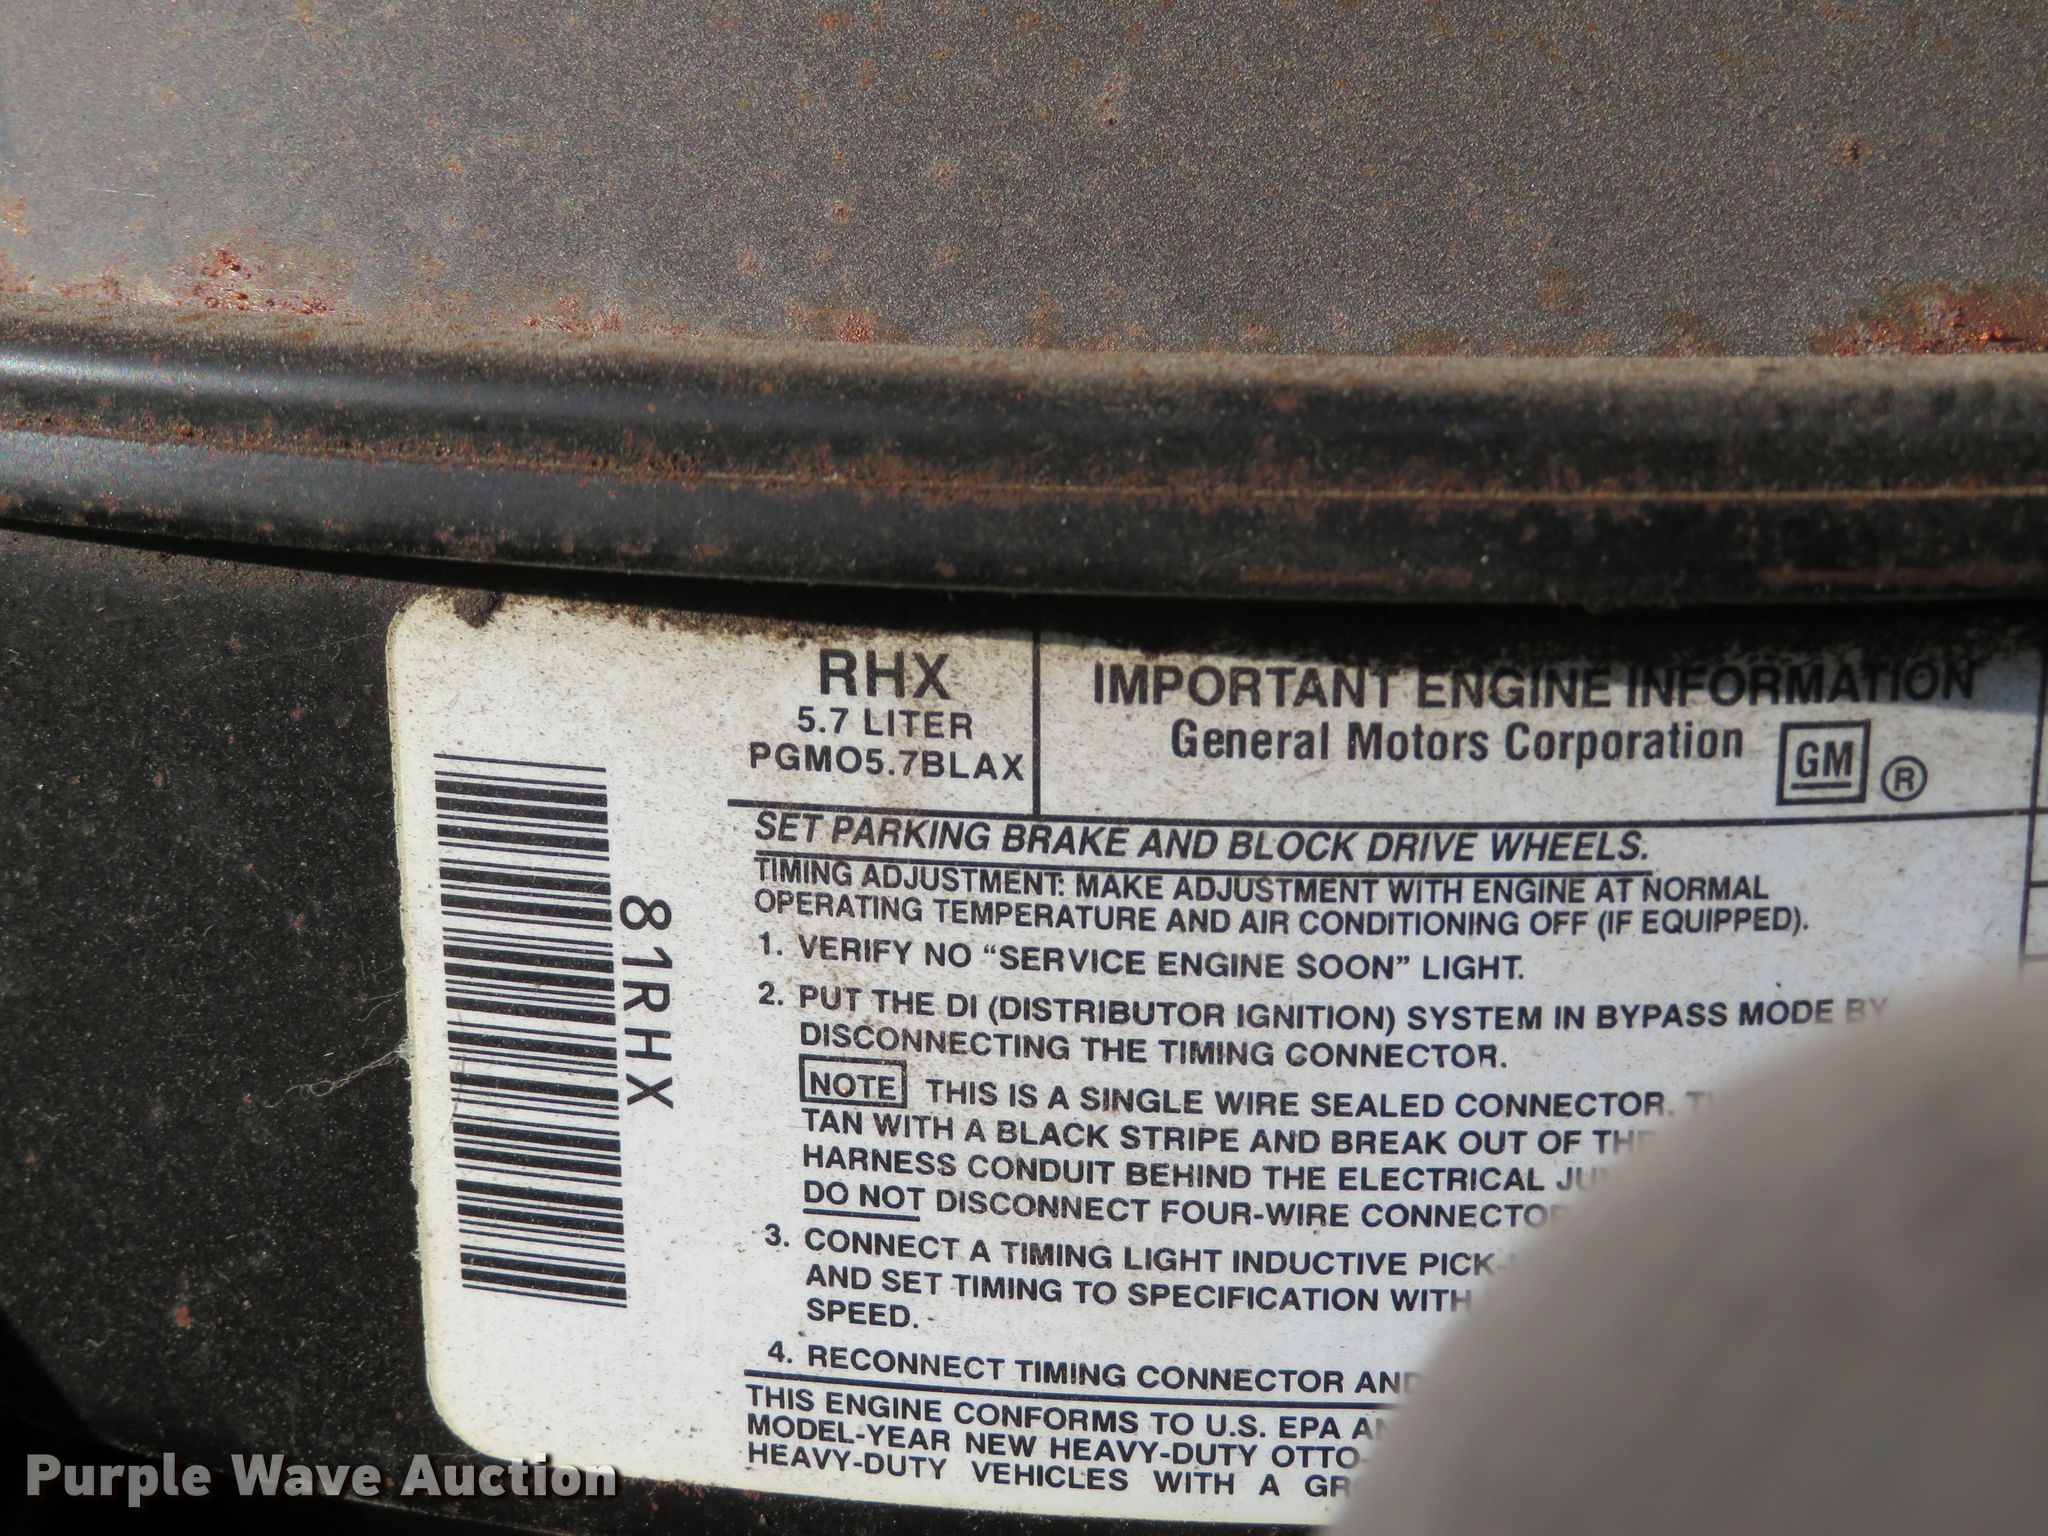 RHX
5.7 LITER
PGMO5.7BLAX
IMPORTANT ENGINE INFORMATION
General Motors Corporation
GM ®
81RHX
SET PARKING BRAKE AND BLOCK DRIVE WHEELS.
TIMING ADJUSTMENT: MAKE ADJUSTMENT WITH ENGINE AT NORMAL
OPERATING TEMPERATURE AND AIR CONDITIONING OFF (IF EQUIPPED).
1. VERIFY NO “SERVICE ENGINE SOON” LIGHT.
2. PUT THE DI (DISTRIBUTOR IGNITION) SYSTEM IN BYPASS MODE BY
DISCONNECTING THE TIMING CONNECTOR.
NOTE THIS IS A SINGLE WIRE SEALED CONNECTOR.
TAN WITH A BLACK STRIPE AND BREAK OUT OF
HARNESS CONDUIT BEHIND THE ELECTRICAL
DO NOT DISCONNECT FOUR-WIRE
3. CONNECT A TIMING LIGHT INDUCTIVE
AND SET TIMING TO SPECIFICATION WITH
SPEED.
4. RECONNECT TIMING CONNECTOR AND
THIS ENGINE CONFORMS TO U.S. EPA
MODEL-YEAR NEW HEAVY-DUTY OTTO-
HEAVY-DUTY VEHICLES WITH A
Purple Wave Auction